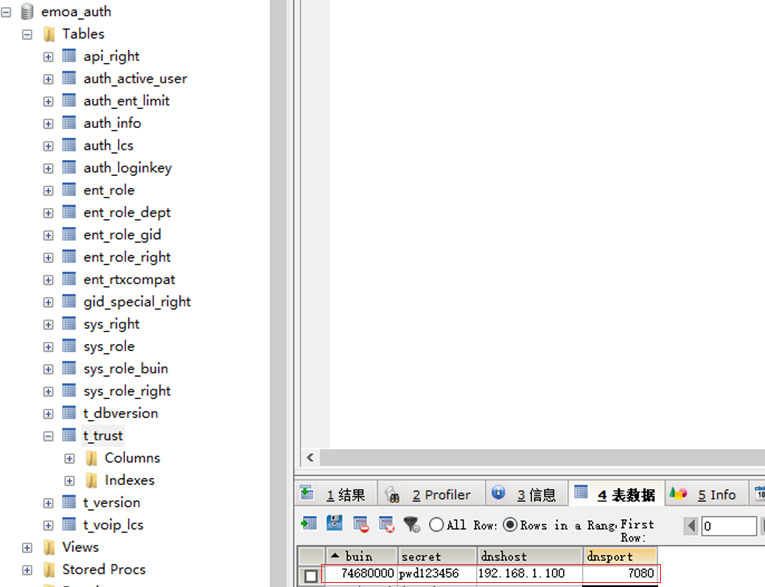 emoa_auth
Tables
api_right
auth_active_user
auth_ent_limit
auth_info
auth_lcs
auth_loginkey
ent_role
ent_role_dept
ent_role_gid
ent_role_right
ent_rtxcompat
gid_special_right
sys_right
sys_role
sys_role_buin
sys_role_right
t_dbversion
t_trust
Columns
Indexes
t_version
t_voip_lcs
Views
Stored Procs
1 结果 2 Profiler 3 信息 4 表数据 5 Info
All Row: Rows in a Rang, First Row: 0
buin secret dnshost dnsport
74680000 pwd123456 192.168.1.100 7080